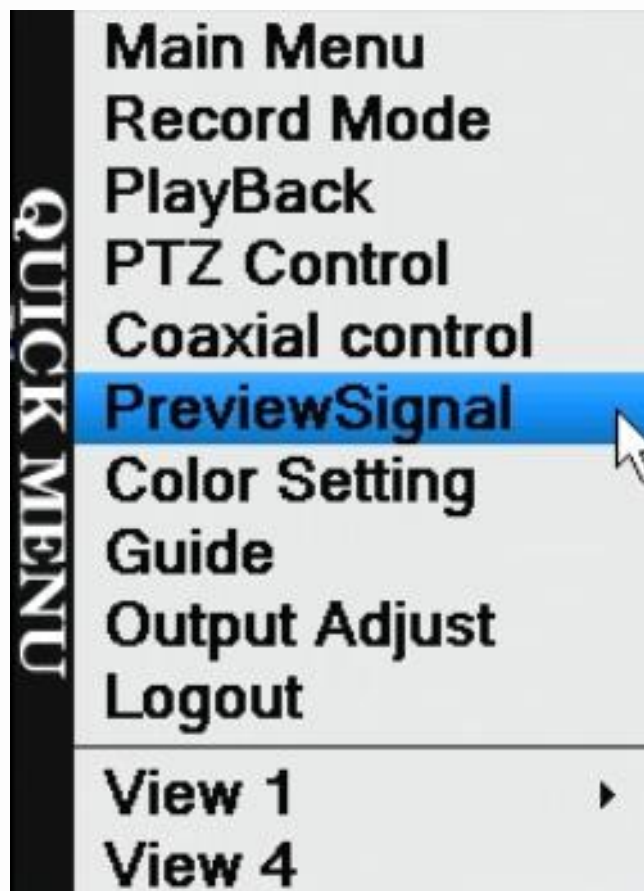 QUICK MENU
Main Menu
Record Mode
PlayBack
PTZ Control
Coaxial control
PreviewSignal
Color Setting
Guide
Output Adjust
Logout
View 1
View 4